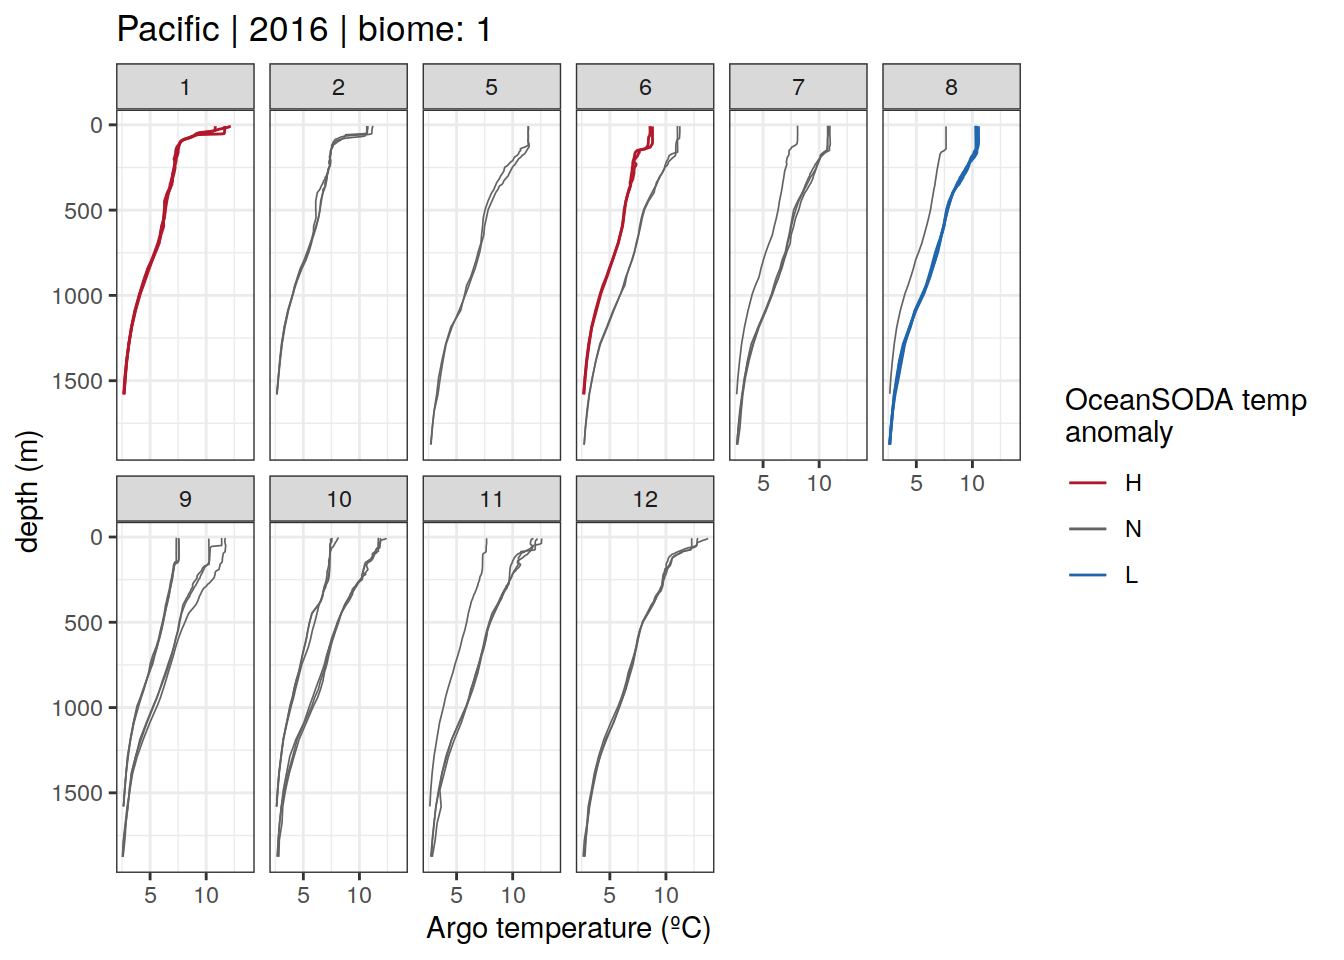 Pacific | 2016 | biome: 1
1 2 5 6 7 8
0
500
1000
1500
5 10 5 10
9 10 11 12
0
500
1000
1500
5 10 5 10 5 10 5 10
Argo temperature (ºC)
depth (m)
OceanSODA temp
anomaly
H
N
L